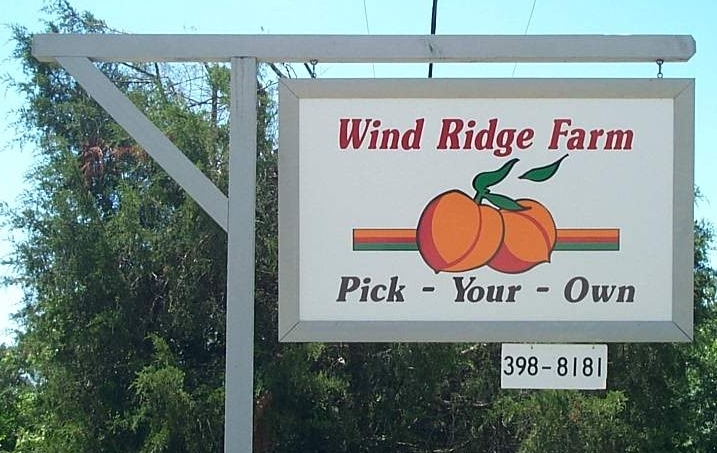 Wind Ridge Farm
Pick - Your - Own
398-8181